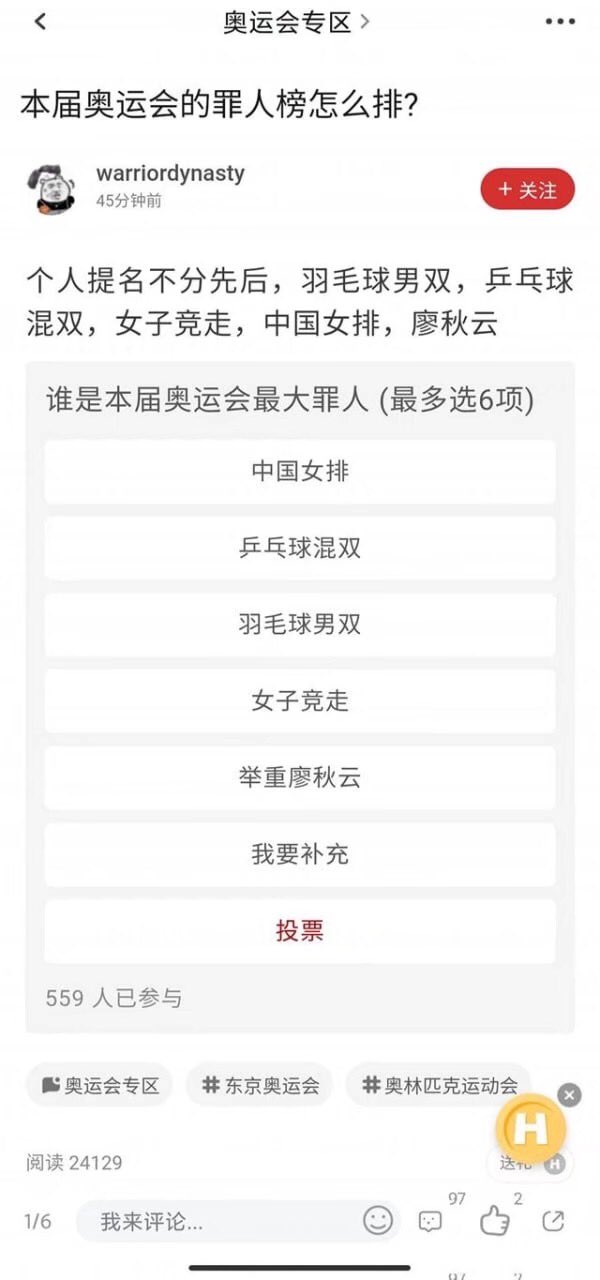 奥运会专区
本届奥运会的罪人榜怎么排?
warriordynasty
45分钟前
+ 关注
个人提名不分先后，羽毛球男双，乒乓球
混双，女子竞走，中国女排，廖秋云
谁是本届奥运会最大罪人 (最多选6项)
中国女排
乒乓球混双
羽毛球男双
女子竞走
举重廖秋云
我要补充
投票
559 人已参与
奥运会专区 #东京奥运会 #奥林匹克运动会
H
阅读 24129
送礼 H
1/6 我来评论... 97 2
97 2